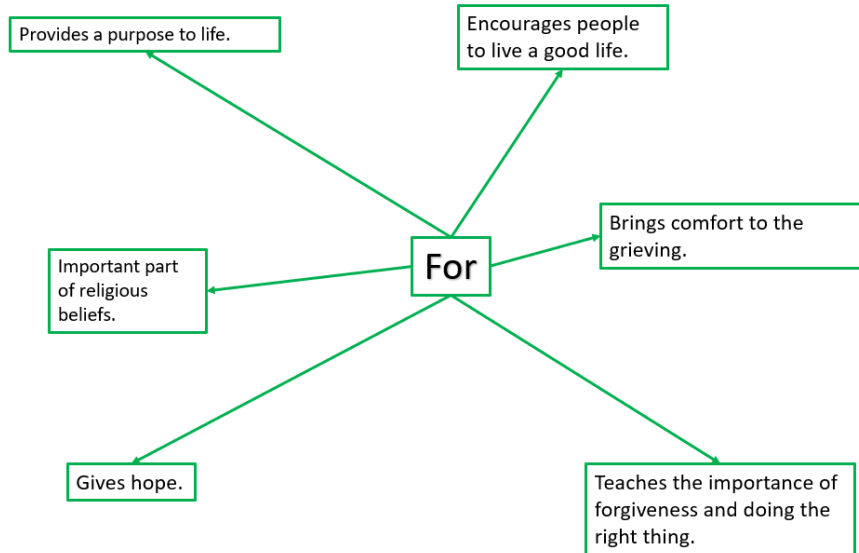 Provides a purpose to life.
Encourages people
to live a good life.
Brings comfort to the
grieving.
For
Important part
of religious
beliefs.
Gives hope.
Teaches the importance of
forgiveness and doing the
right thing.